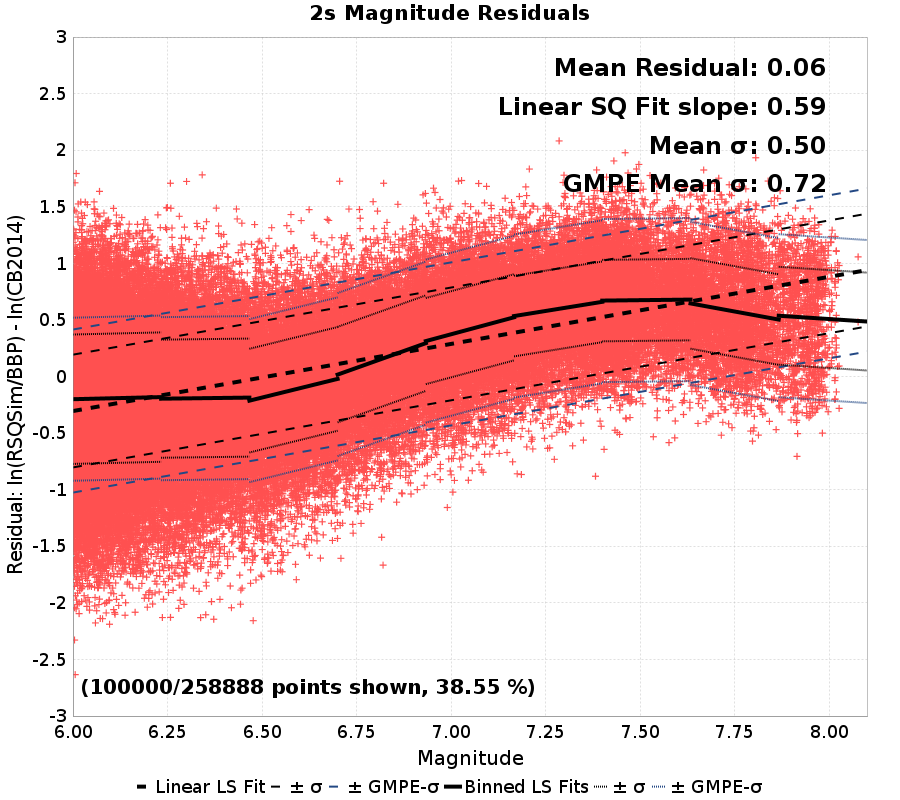 2s Magnitude Residuals
Mean Residual: 0.06
Linear SQ Fit slope: 0.59
Mean σ: 0.50
GMPE Mean σ: 0.72
Residual: ln(RSQSim/BBP) - ln(CB2014)
3
2.5
2
1.5
1
0.5
0
-0.5
-1
-1.5
-2
-2.5
-3
(100000/258888 points shown, 38.55 %)
6.00 6.25 6.50 6.75 7.00 7.25 7.50 7.75 8.00
Magnitude
Linear LS Fit ± σ ± GMPE-σ Binned LS Fits ± σ ± GMPE-σ